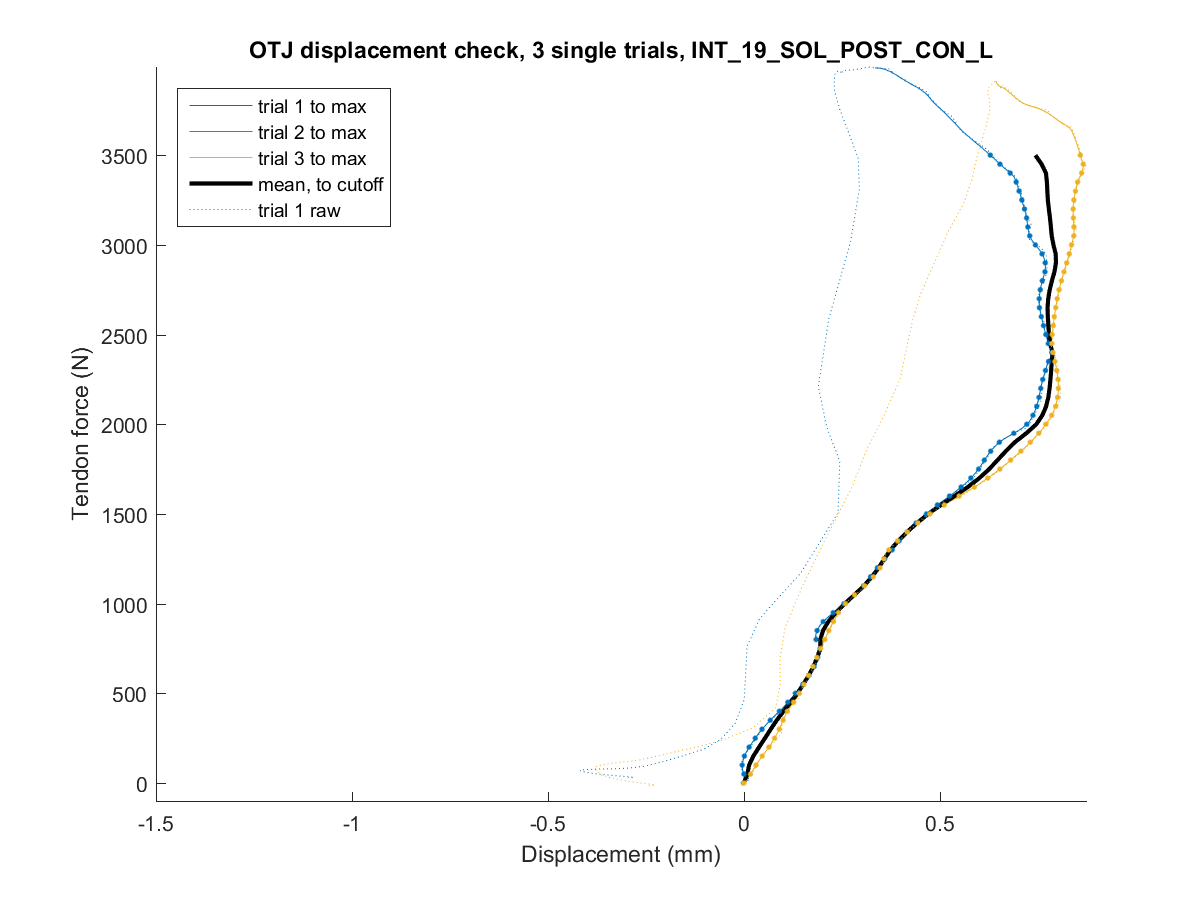 OTJ displacement check, 3 single trials, INT_19_SOL_POST_CON_L
trial 1 to max
trial 2 to max
trial 3 to max
mean, to cutoff
trial 1 raw
3500
3000
2500
2000
1500
1000
500
0
Tendon force (N)
-1.5
-1
-0.5
0
0.5
Displacement (mm)